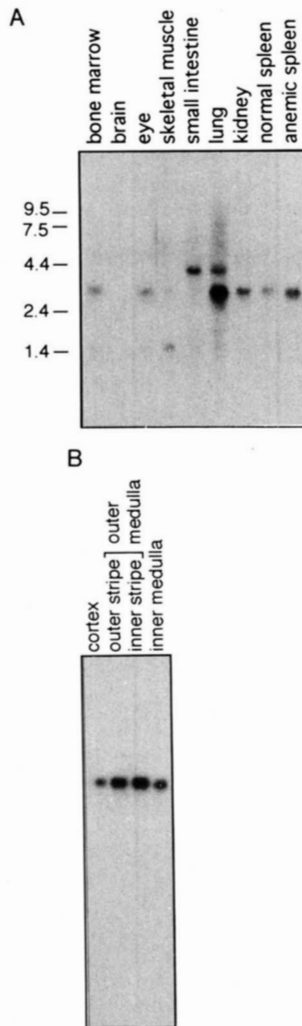 A
bone marrow
brain
eye
skeletal muscle
small intestine
lung
kidney
normal spleen
anemic spleen
9.5
7.5
4.4
2.4
1.4
B
cortex
outer stripe ] outer
inner stripe ] medulla
inner medulla